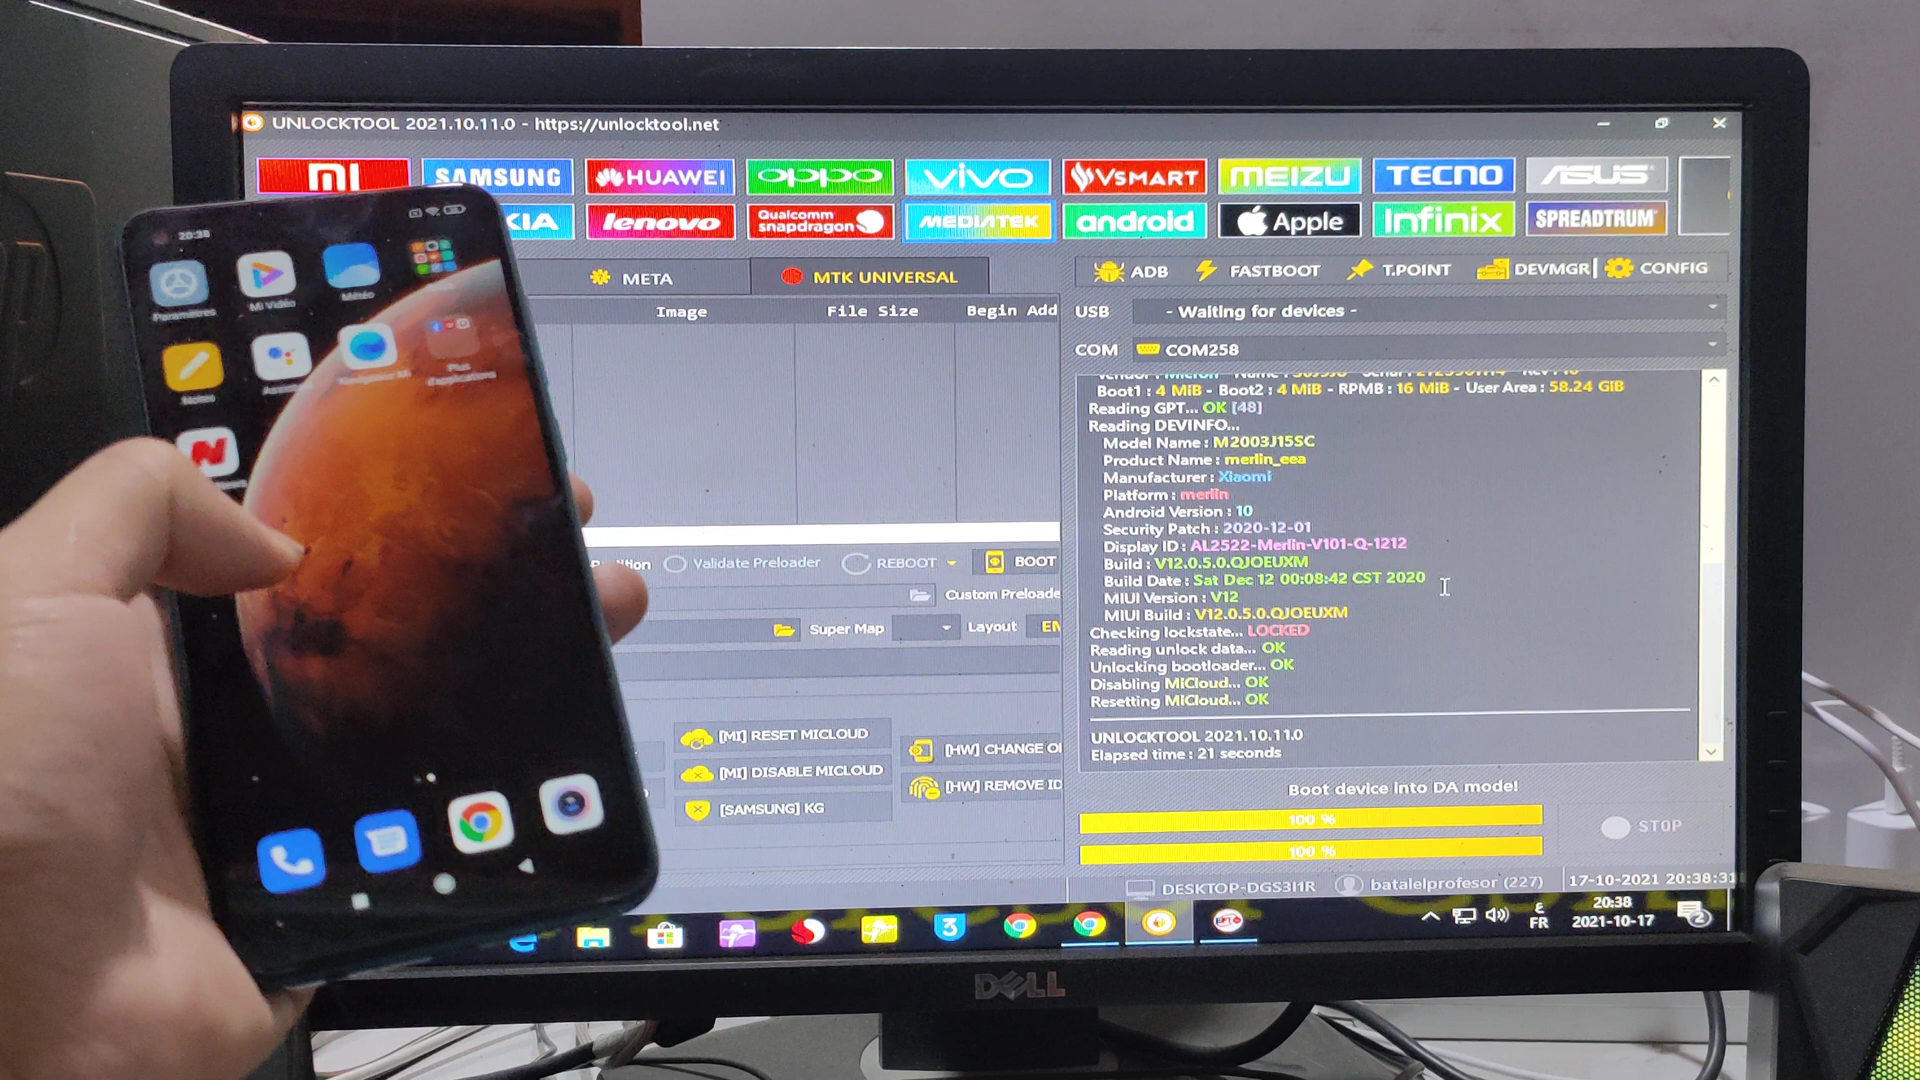 UNLOCKTOOL 2021.10.11.0 - https://unlocktool.net
MI SAMSUNG HUAWEI oppo vivo VSMART MEIZU TECNO ASUS
KIA lenovo Qualcomm snapdragon MEDIATEK android Apple Infinix SPREADTRUM
META MTK UNIVERSAL
Image File Size Begin Add
ADB FASTBOOT T.POINT DEVMGR CONFIG
USB - Waiting for devices -
COM COM258
Boot1 : 4 MiB - Boot2 : 4 MiB - RPMB : 16 MiB - User Area : 58.24 GiB
Reading GPT... OK [48]
Reading DEVINFO...
Model Name : M2003J15SC
Product Name : merlin_eea
Manufacturer : Xiaomi
Platform : merlin
Android Version : 10
Security Patch : 2020-12-01
Display ID : AL2522-Merlin-V101-Q-1212
Build : V12.0.5.0.QJOEUXM
Build Date : Sat Dec 12 00:08:42 CST 2020
MIUI Version : V12
MIUI Build : V12.0.5.0.QJOEUXM
Checking lockstate... LOCKED
Reading unlock data... OK
Unlocking bootloader... OK
Disabling MiCloud... OK
Resetting MiCloud... OK
UNLOCKTOOL 2021.10.11.0
Elapsed time : 21 seconds
Boot device into DA mode!
100 %
100 %
STOP
Validate Preloader REBOOT BOOT
Custom Preloade
Super Map Layout EM
[MI] RESET MICLOUD
[MI] DISABLE MICLOUD
[SAMSUNG] KG
[HW] CHANGE O
[HW] REMOVE ID
DESKTOP-DGS3I1R batalelprofesor (227) 17-10-2021 20:38:31
ع
FR
20:38
2021-10-17
2
3
DELL
20:38
Paramètres Mi Vidéo Météo
Notes Plus
d'applications